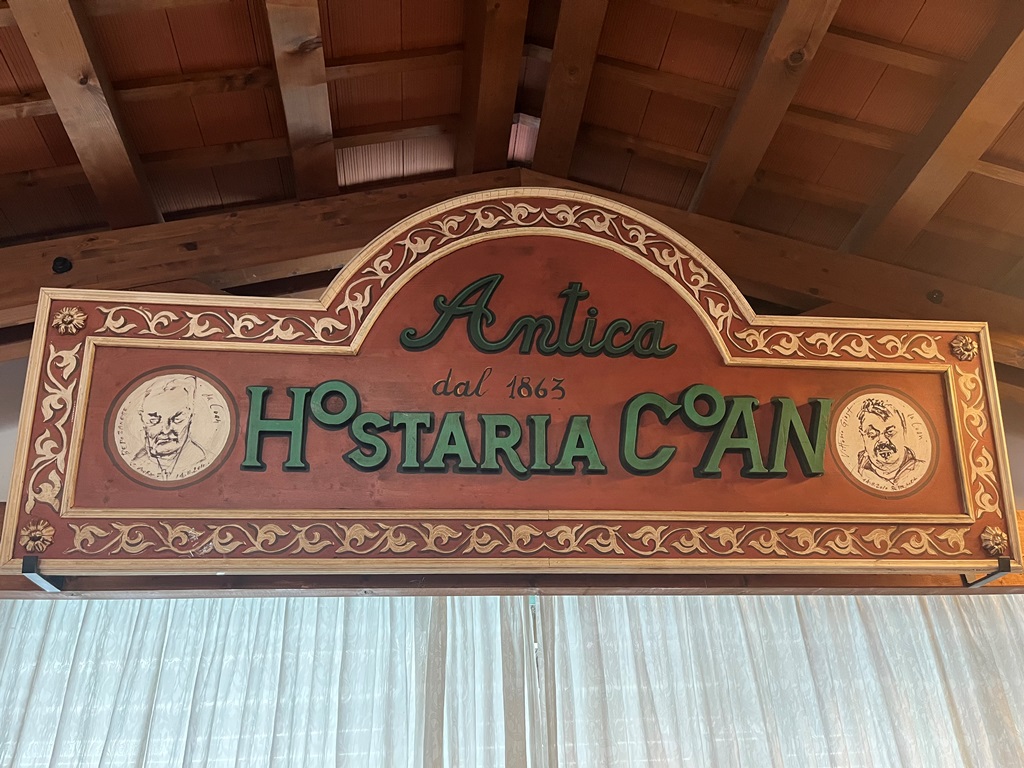 Antica
dal 1863
HOSTARIA COAN